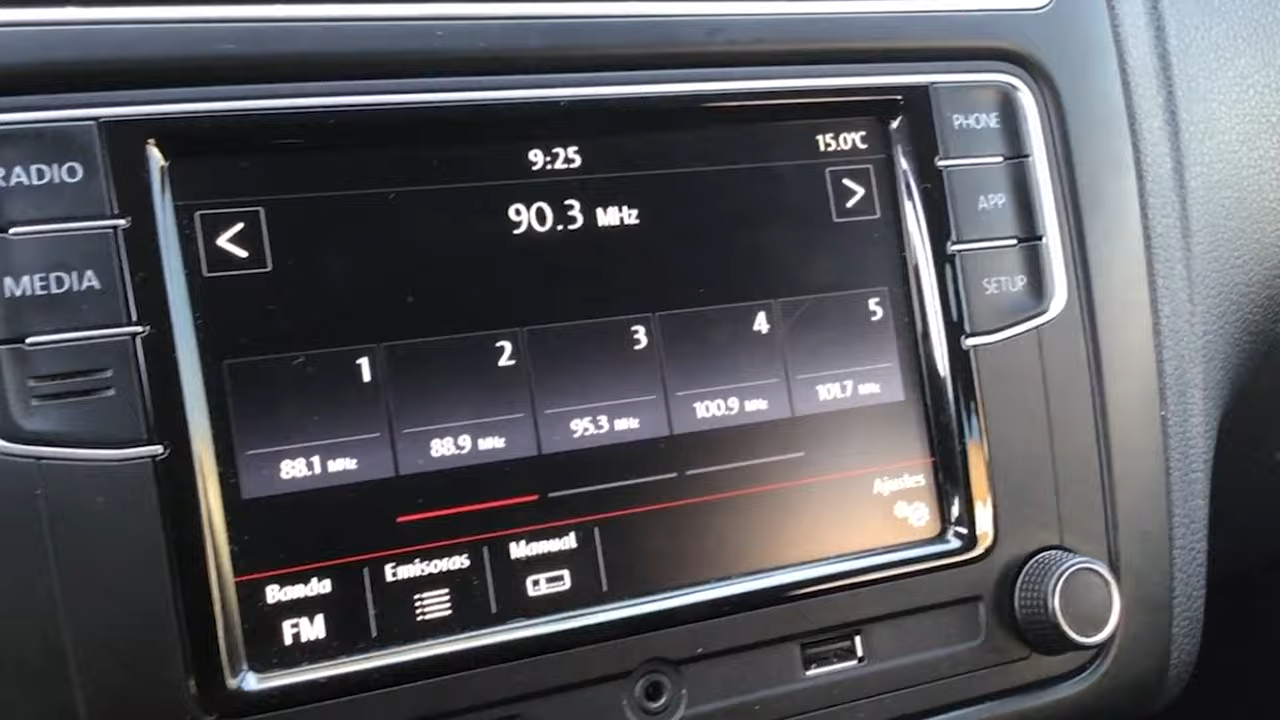 RADIO
MEDIA
PHONE
APP
SETUP
9:25
15.0°C
<
90.3 MHz
>
1
2
3
4
5
88.1 MHz
88.9 MHz
95.3 MHz
100.9 MHz
101.7 MHz
Banda
FM
Emisoras
Manual
Ajustes